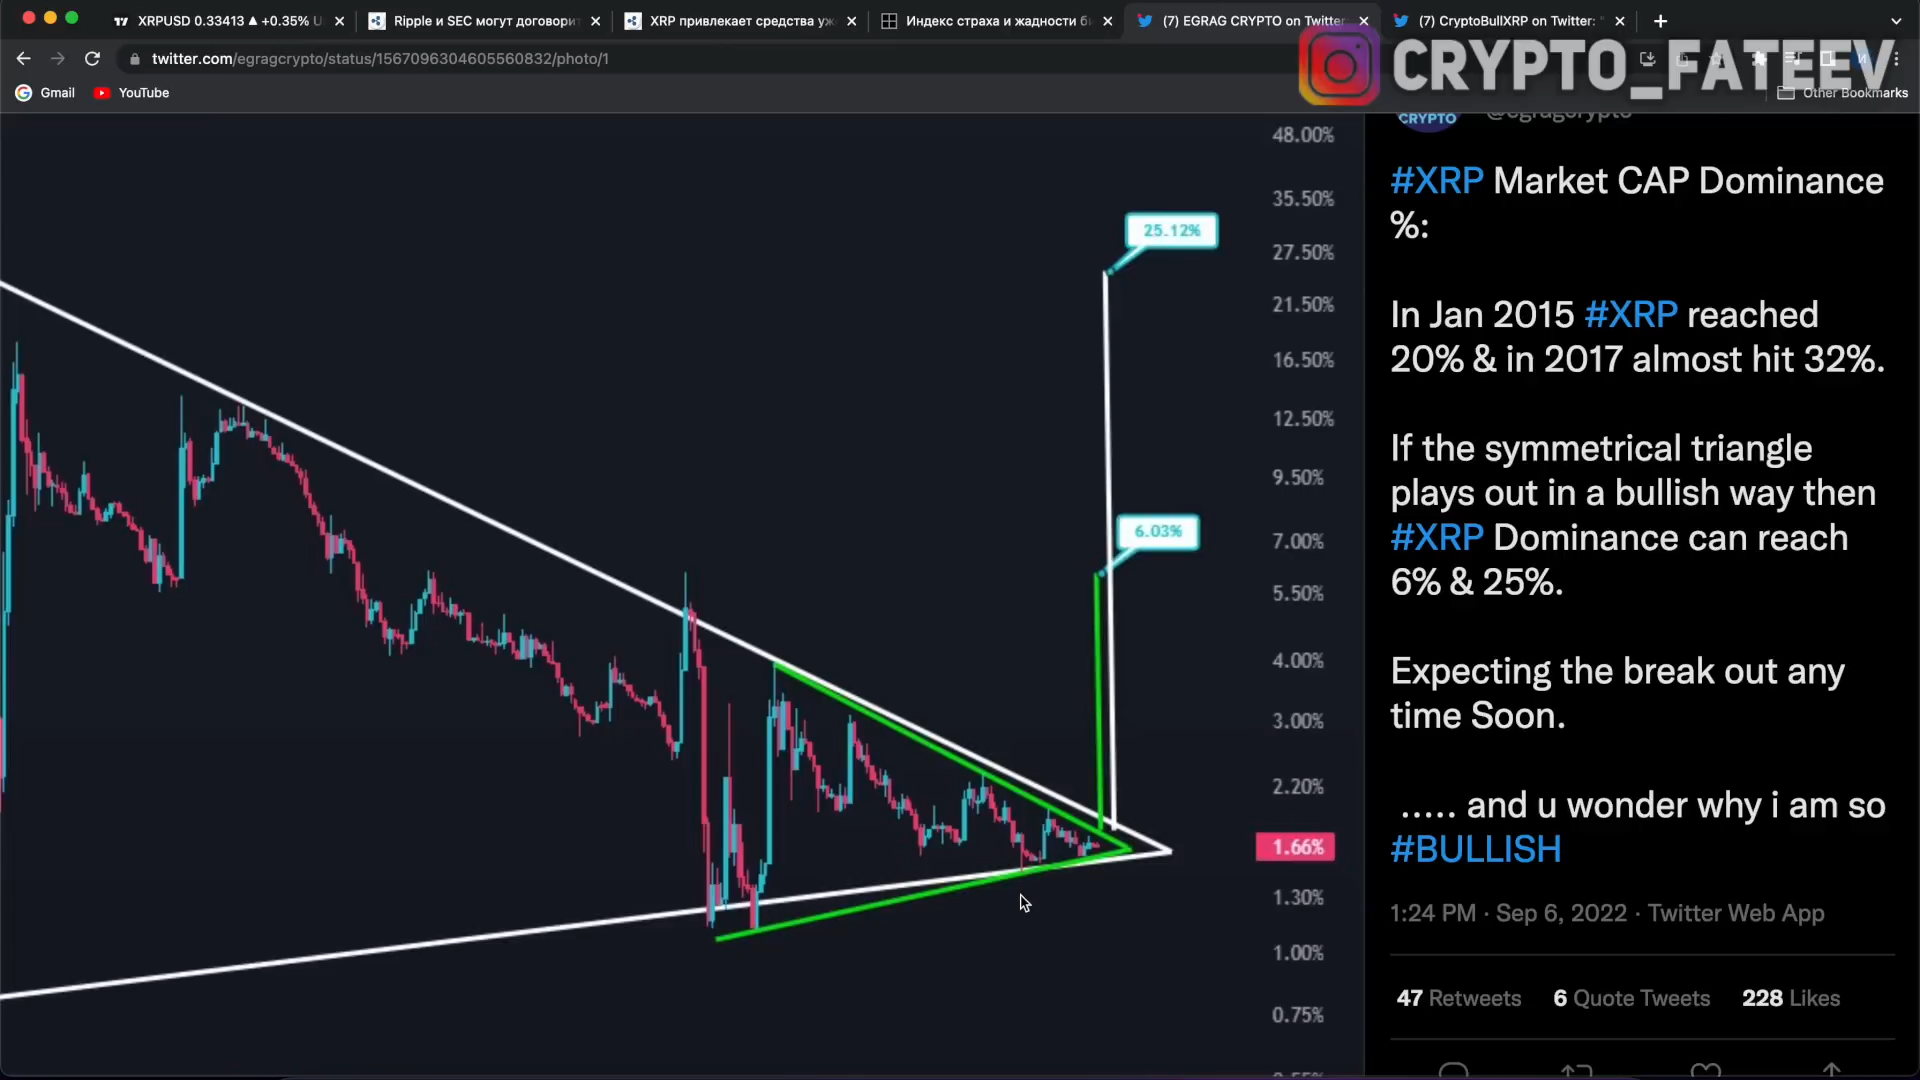 XRPUSD 0.33413 ▲ +0.35% U
Ripple и SEC могут договорит
XRP привлекает средства уж
Индекс страха и жадности б
(7) EGRAG CRYPTO on Twitter
(7) CryptoBullXRP on Twitter: "
twitter.com/egragcrypto/status/1567096304605560832/photo/1
CRYPTO_FATEEV
Gmail
YouTube
Other Bookmarks
CRYPTO
@egragcrypto
48.00%
35.50%
27.50%
21.50%
16.50%
12.50%
9.50%
7.00%
5.50%
4.00%
3.00%
2.20%
1.66%
1.30%
1.00%
0.75%
25.12%
6.03%
#XRP Market CAP Dominance
%:
In Jan 2015 #XRP reached
20% & in 2017 almost hit 32%.
If the symmetrical triangle
plays out in a bullish way then
#XRP Dominance can reach
6% & 25%.
Expecting the break out any
time Soon.
..... and u wonder why i am so
#BULLISH
1:24 PM · Sep 6, 2022 · Twitter Web App
47 Retweets 6 Quote Tweets 228 Likes